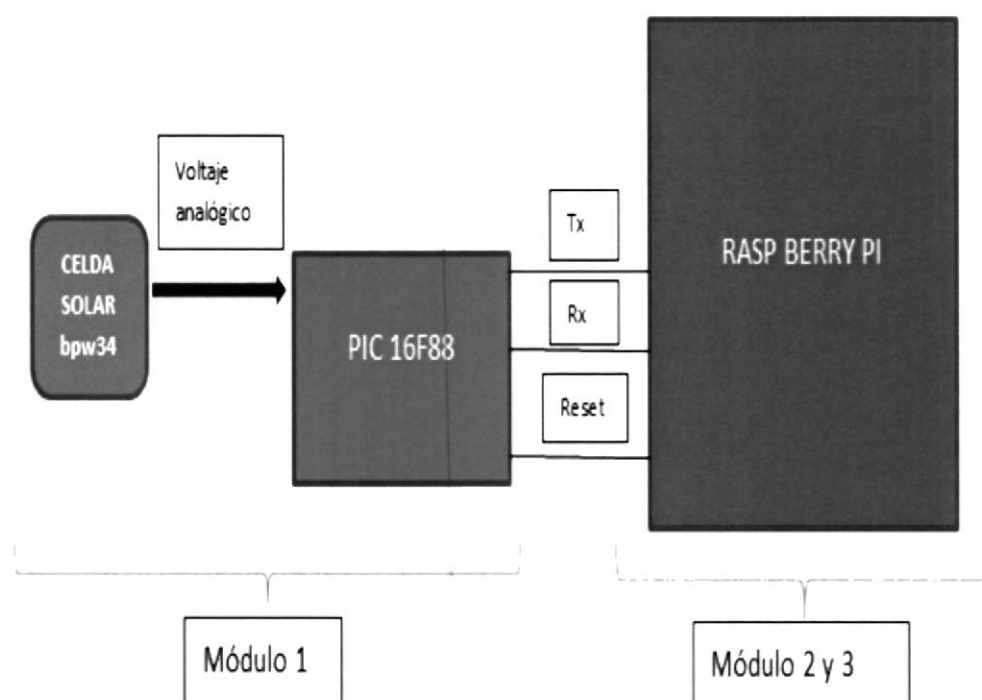 Voltaje
analógico
CELDA
SOLAR
bpw34
PIC 16F88
Tx
Rx
Reset
RASP BERRY PI
Módulo 1
Módulo 2 y 3